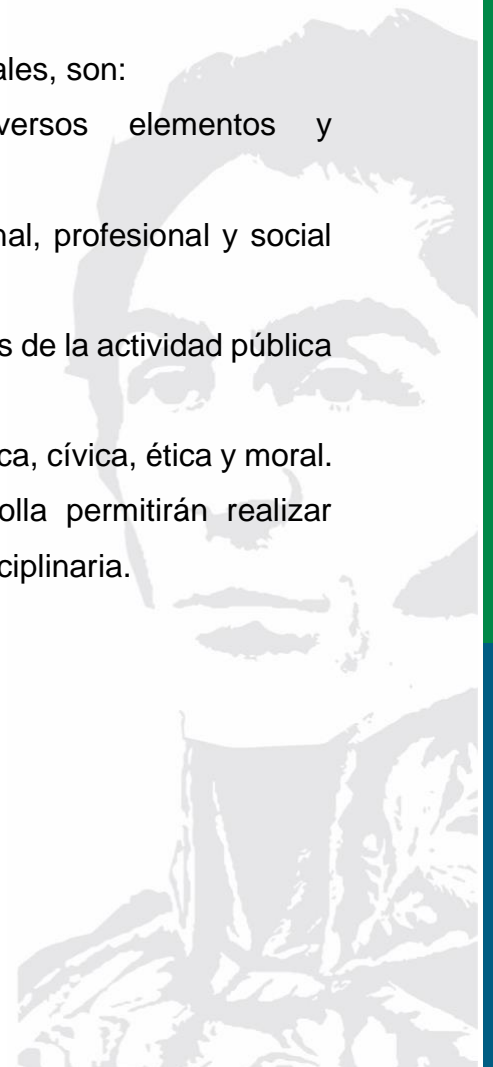 ales, son:
versos elementos y
nal, profesional y social
s de la actividad pública
ca, cívica, ética y moral.
olla permitirán realizar
ciplinaria.